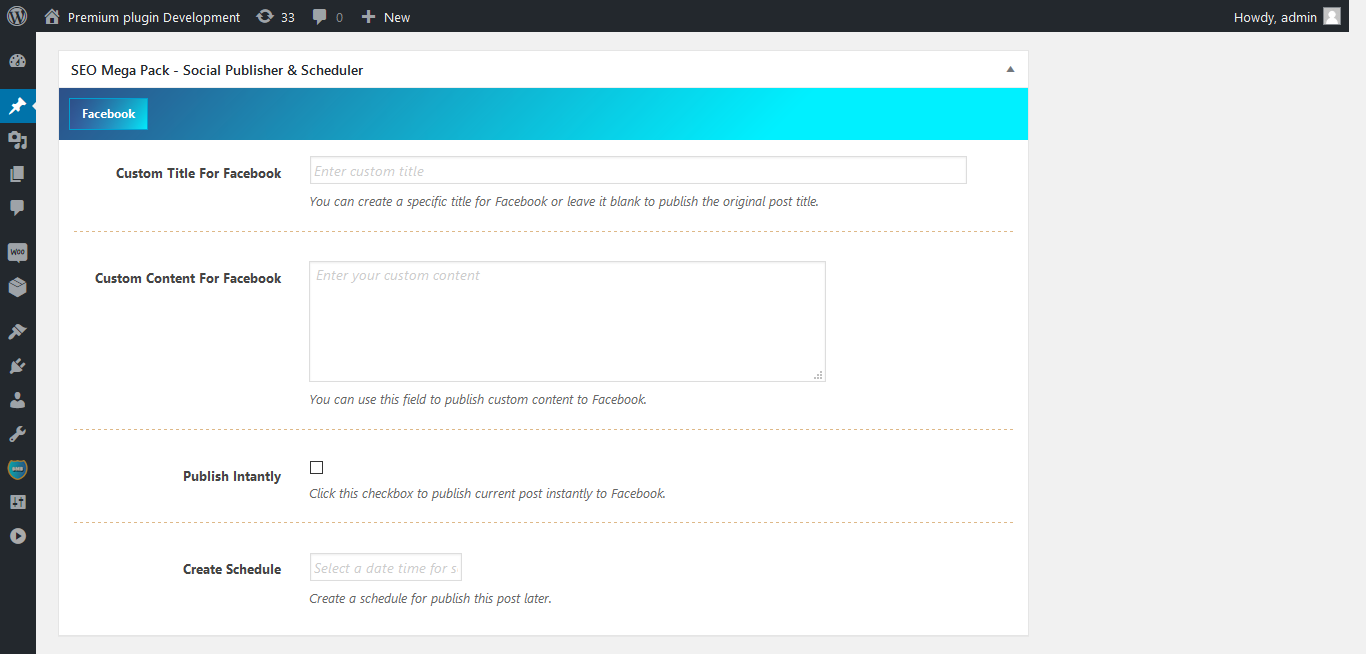 Premium plugin Development 33 0 New Howdy, admin
SEO Mega Pack - Social Publisher & Scheduler
Facebook
Custom Title For Facebook Enter custom title
You can create a specific title for Facebook or leave it blank to publish the original post title.
Custom Content For Facebook Enter your custom content
You can use this field to publish custom content to Facebook.
Publish Intantly
Click this checkbox to publish current post instantly to Facebook.
Create Schedule Select a date time for s
Create a schedule for publish this post later.
Woo